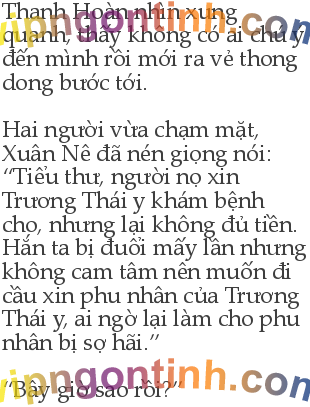 Thanh Hoàn nhìn xung
quanh, thấy không có ai chú ý
đến mình rồi mới ra vẻ thong
dong bước tới.
Hai người vừa chạm mặt,
Xuân Nê đã nén giọng nói:
“Tiểu thư, người nọ xin
Trương Thái y khám bệnh
cho, nhưng lại không đủ tiền.
Hắn ta bị đuổi mấy lần nhưng
không cam tâm nên muốn đi
cầu xin phu nhân của Trương
Thái y, ai ngờ lại làm cho phu
nhân bị sợ hãi.”
“Bây giờ sao rồi?”
vipngontinh.com
vipngontinh.com